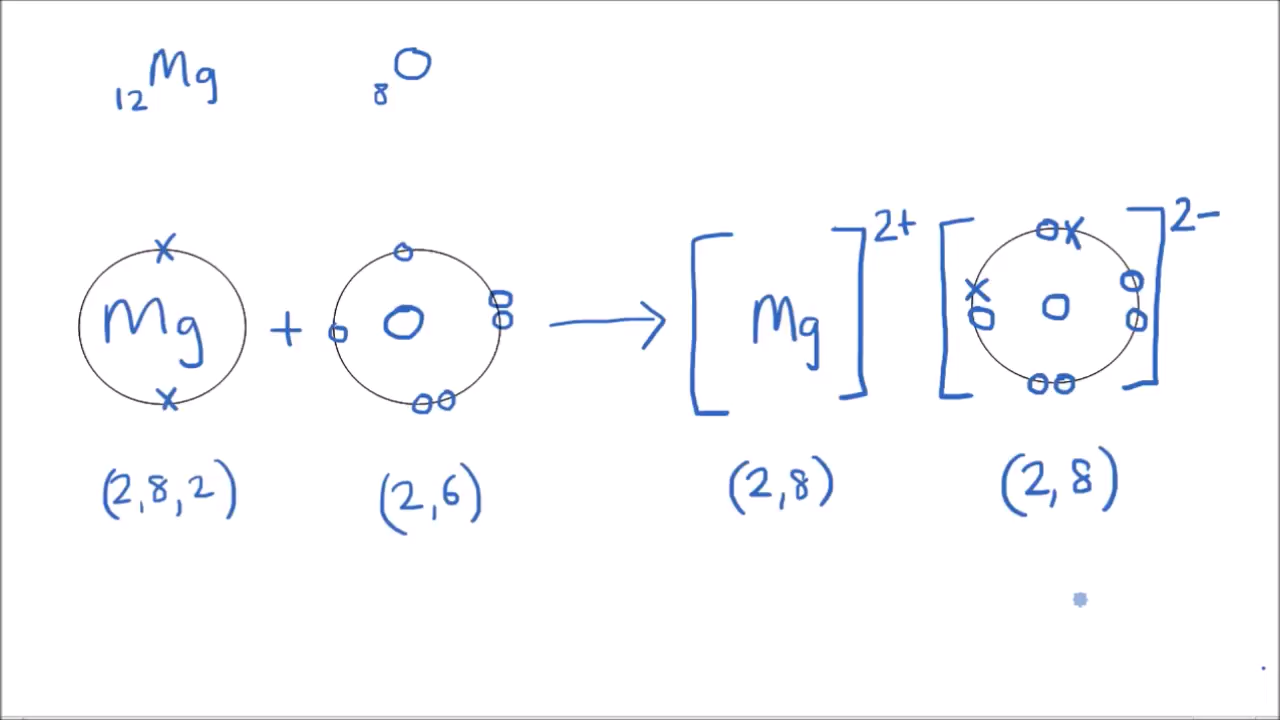 ₁₂Mg ₈O
Mg + O → [Mg]²⁺ [O]²⁻
(2,8,2) (2,6) (2,8) (2,8)